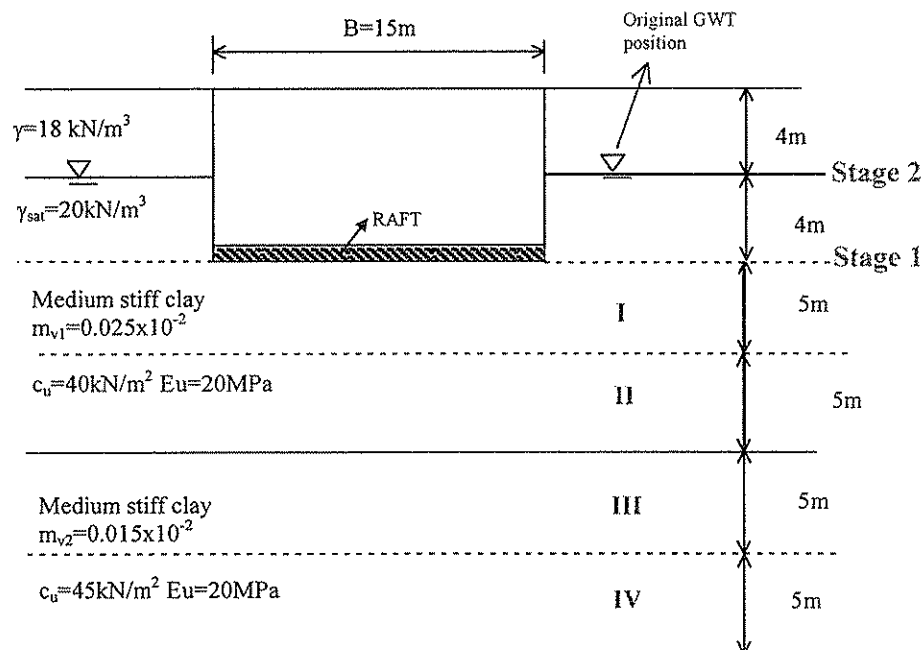 Original GWT
position
B=15m
γ=18 kN/m³
4m
Stage 2
γsat=20kN/m³
RAFT
4m
Stage 1
Medium stiff clay
mv1=0.025x10⁻²
I
5m
cu=40kN/m² Eu=20MPa
II
5m
Medium stiff clay
mv2=0.015x10⁻²
III
5m
cu=45kN/m² Eu=20MPa
IV
5m